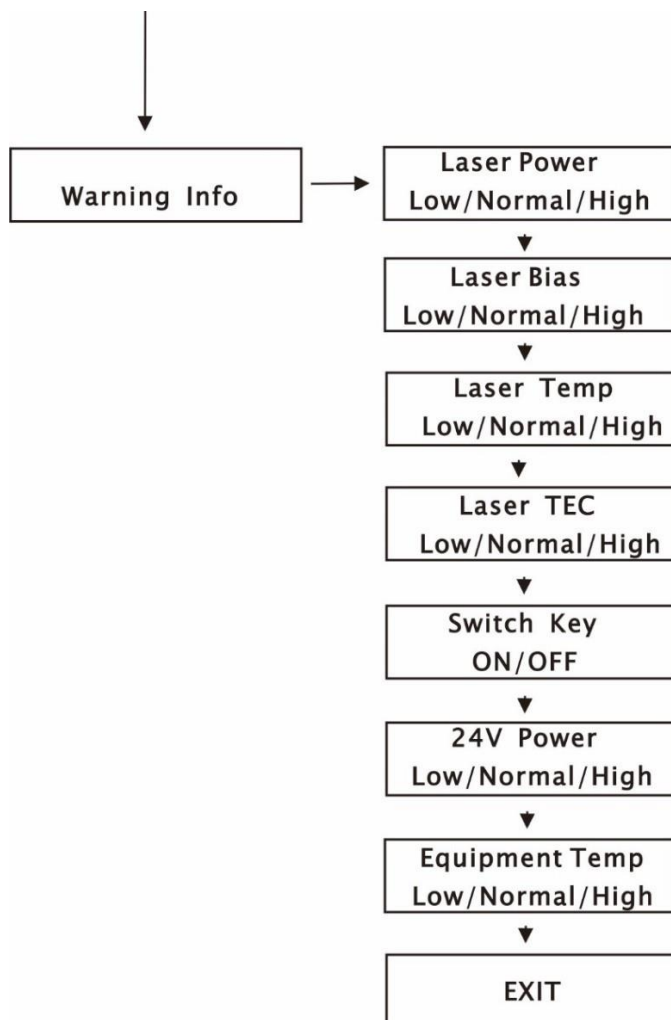 Warning Info
Laser Power
Low/Normal/High
Laser Bias
Low/Normal/High
Laser Temp
Low/Normal/High
Laser TEC
Low/Normal/High
Switch Key
ON/OFF
24V Power
Low/Normal/High
Equipment Temp
Low/Normal/High
EXIT